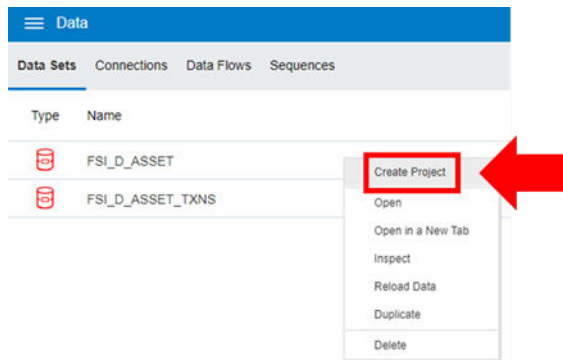 Data
Data Sets Connections Data Flows Sequences
Type Name
FSI_D_ASSET
FSI_D_ASSET_TXNS
Create Project
Open
Open in a New Tab
Inspect
Reload Data
Duplicate
Delete